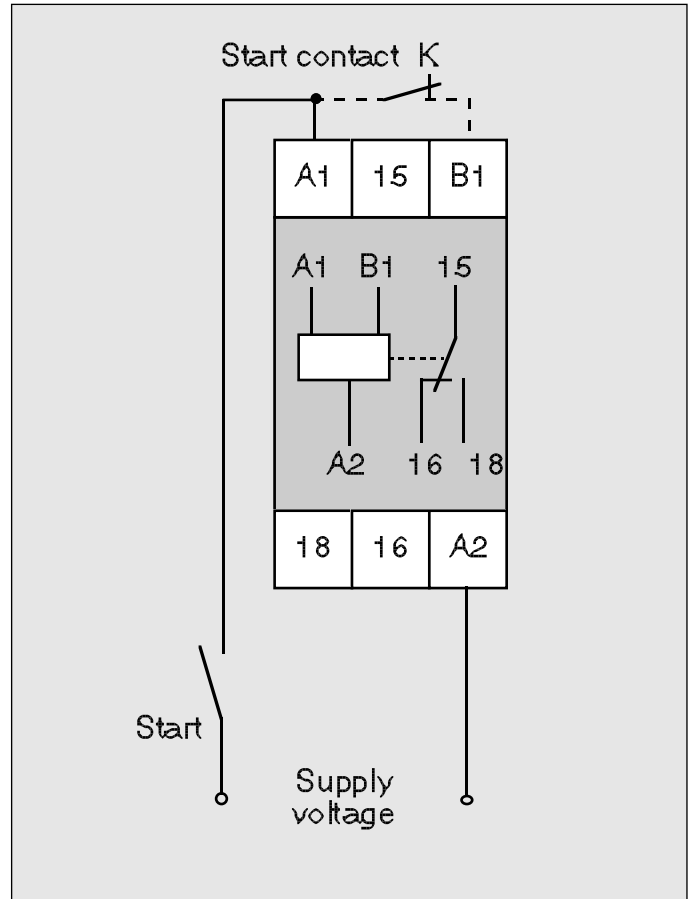 Start contact K
A1 15 B1
A1 B1 15
A2 16 18
18 16 A2
Start
Supply
voltage